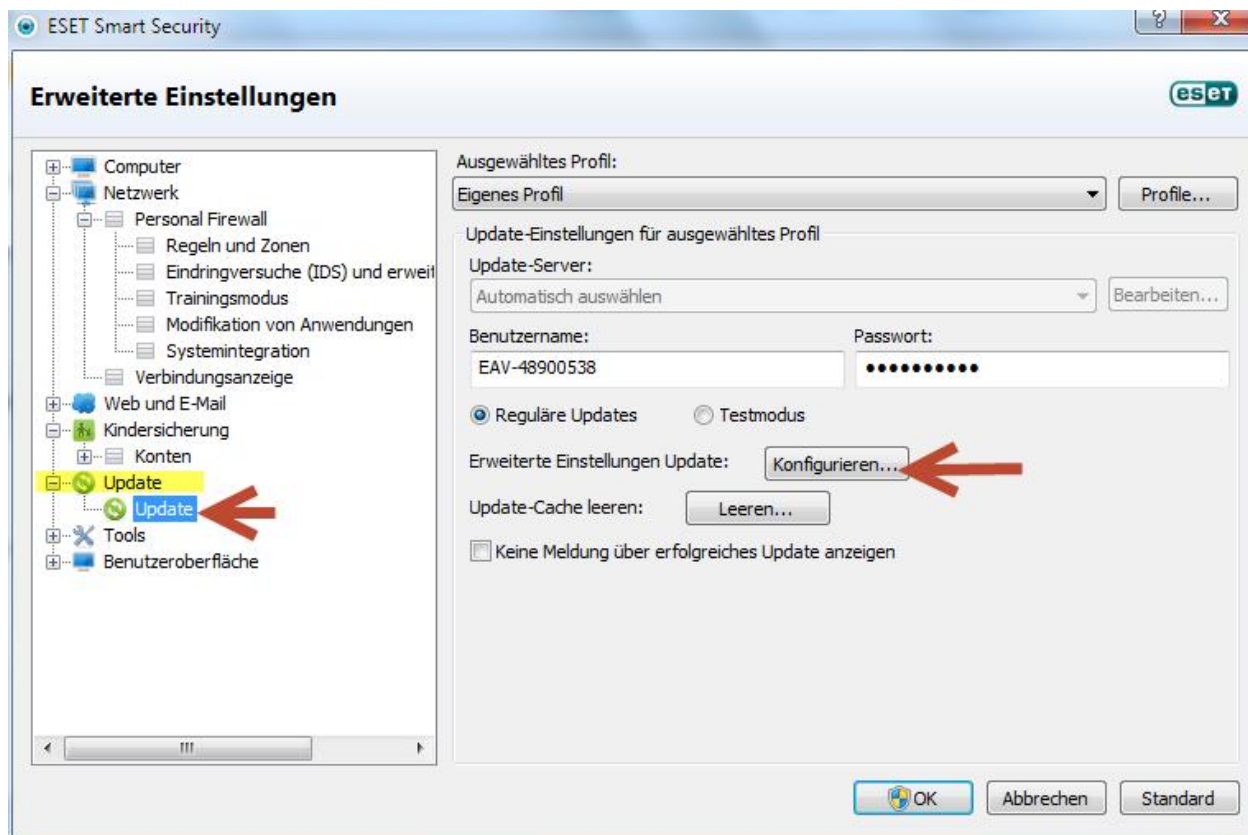 ESET Smart Security
Erweiterte Einstellungen
eset
Computer
Netzwerk
Personal Firewall
Regeln und Zonen
Eindringversuche (IDS) und erweit
Trainingsmodus
Modifikation von Anwendungen
Systemintegration
Verbindungsanzeige
Web und E-Mail
Kindersicherung
Konten
Update
Update
Tools
Benutzeroberfläche
Ausgewähltes Profil:
Eigenes Profil
Profile...
Update-Einstellungen für ausgewähltes Profil
Update-Server:
Automatisch auswählen
Bearbeiten...
Benutzername: Passwort:
EAV-48900538 ●●●●●●●●●●
Reguläre Updates Testmodus
Erweiterte Einstellungen Update: Konfigurieren...
Update-Cache leeren: Leeren...
Keine Meldung über erfolgreiches Update anzeigen
OK Abbrechen Standard